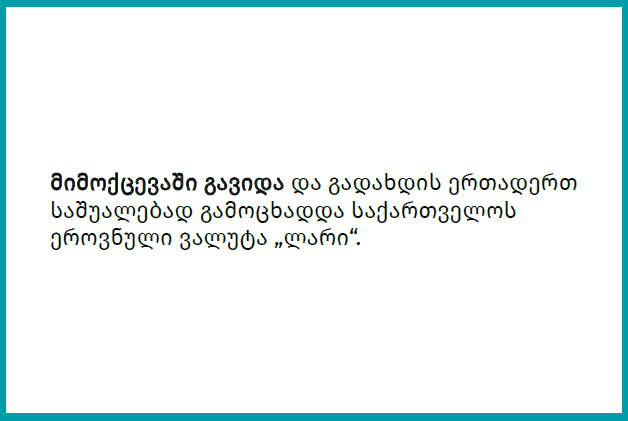 მიმოქცევაში გავიდა და გადახდის ერთადერთ
საშუალებად გამოცხადდა საქართველოს
ეროვნული ვალუტა „ლარი“.